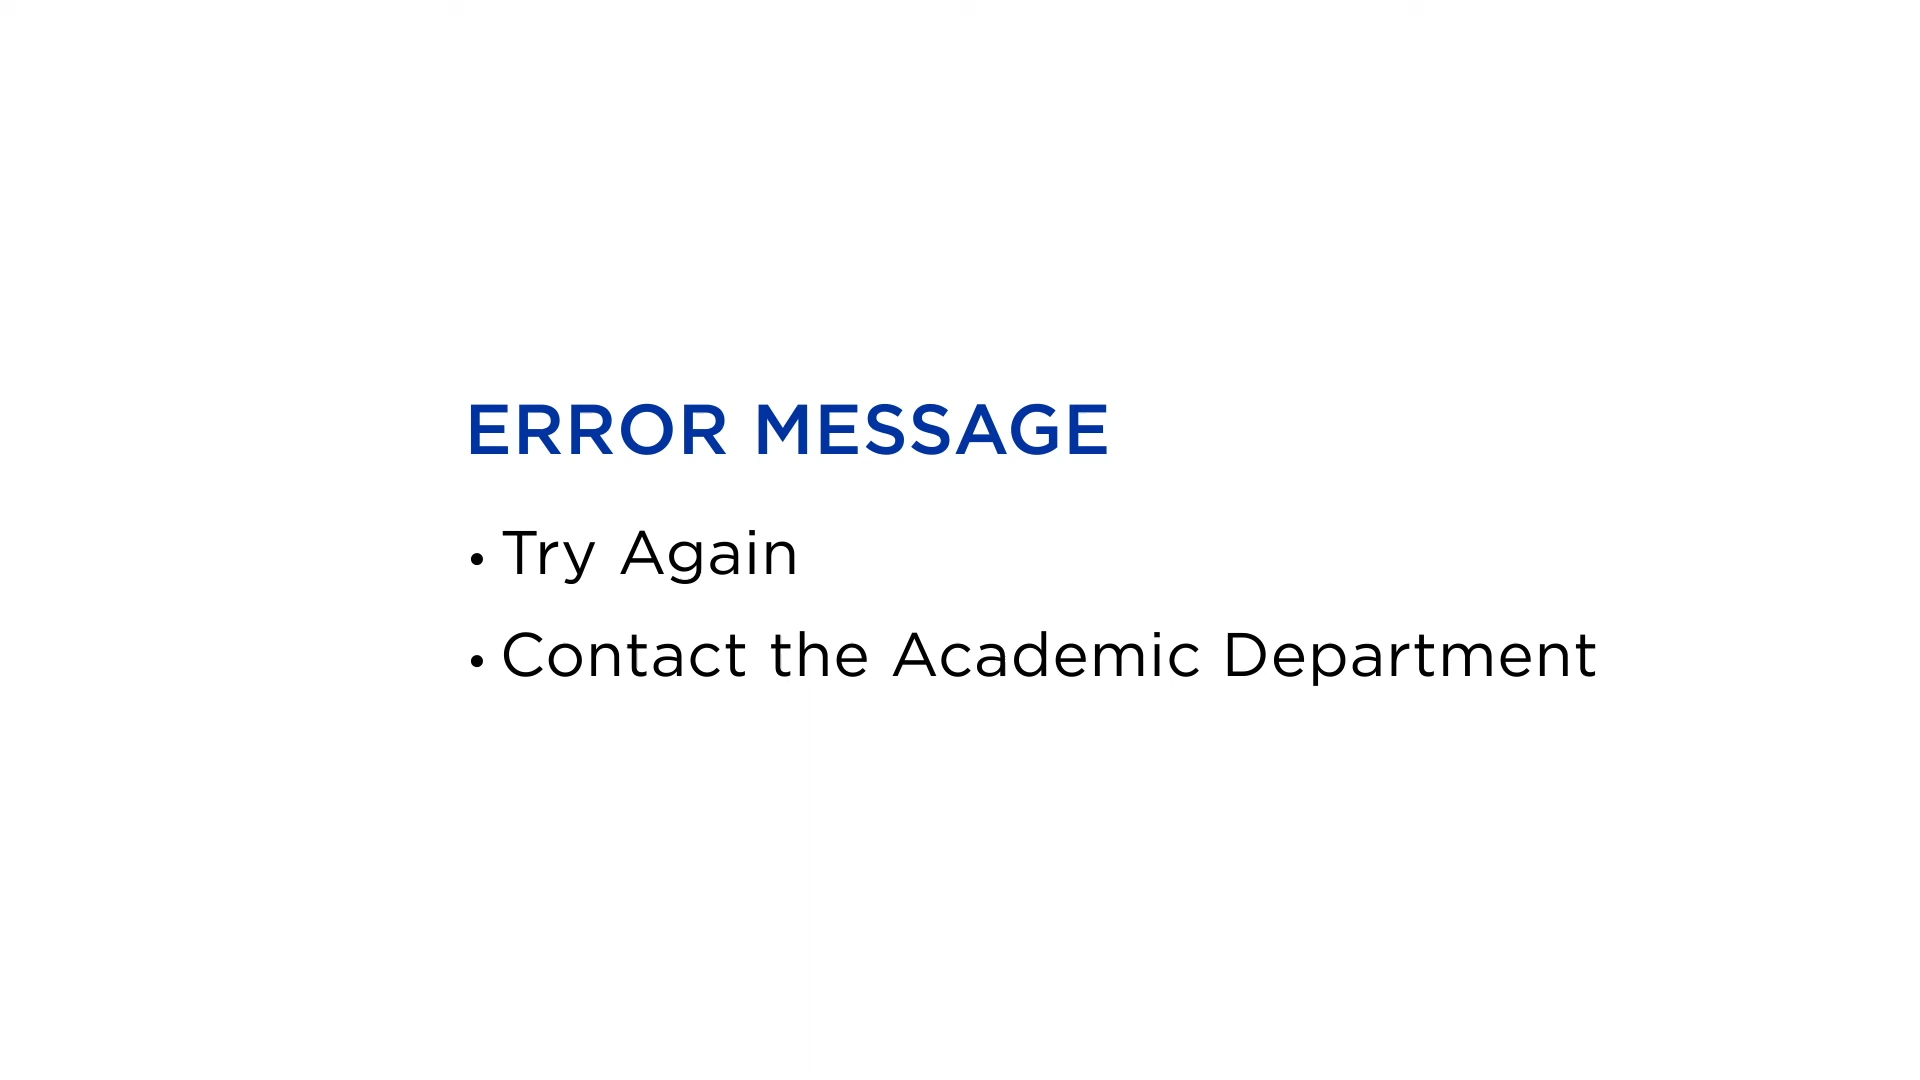 ERROR MESSAGE
• Try Again
• Contact the Academic Department